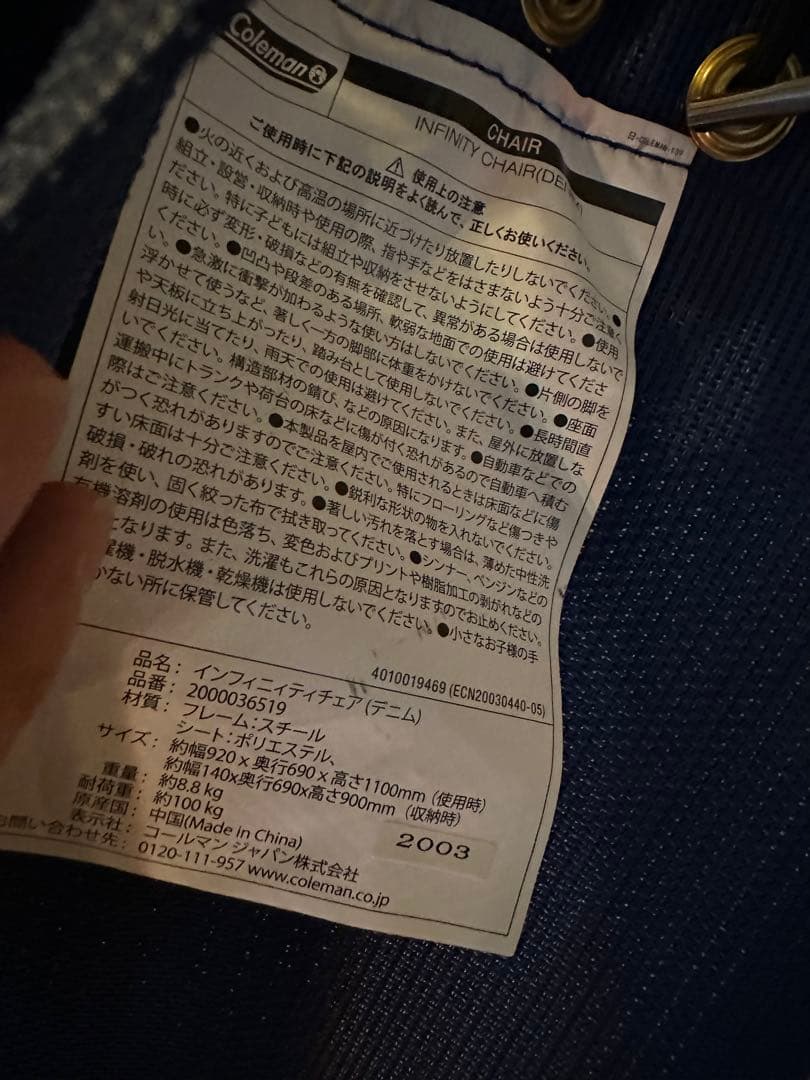 Coleman
CHAIR
INFINITY CHAIR(DE
使用上の注意
ご使用時に下記の説明をよく読んで、正しくお使いください。
●火の近くおよび高温の場所に近づけたり放置したりしないでください。●
組立・設営・収納時や使用の際、指や手などをはさまないよう十分ご注意く
ださい。特に子どもには組立や収納をさせないようにしてください。●使用
時に必ず変形・破損などの有無を確認して、異常がある場合は使用しないで
ください。●凹凸や段差のある場所、軟弱な地面での使用は避けてくださ
い。●急激に衝撃が加わるような使い方はしないでください。●片側の脚を
浮かせて使うなど、著しく一方の脚部に体重をかけないでください。●座面
や天板に立ち上がったり、踏み台として使用しないでください。●長時間直
射日光に当てたり、雨天での使用は避けてください。また、屋外に放置しな
いでください。構造部材の錆び、などの原因になります。●自動車などでの
運搬中にトランクや荷台の床などに傷が付く恐れがあるので自動車へ積む
際はご注意ください。●本製品を屋内でご使用されるときは床面などに傷
がつく恐れがありますのでご注意ください。特にフローリングなど傷つきや
すい床面は十分ご注意ください。●鋭利な形状の物を入れないでください。
破損・破れの恐れがあります。●著しい汚れを落とす場合は、薄めた中性洗
剤を使い、固く絞った布で拭き取ってください。●シンナー、ベンジンなどの
有機溶剤の使用は色落ち、変色およびプリントや樹脂加工の剥がれなどの
となります。また、洗濯もこれらの原因となりますのでお止めください。
濯機・脱水機・乾燥機は使用しないでください。●小さなお子様の手
かない所に保管してください。
4010019469 (ECN20030440-05)
品名：インフィニィティチェア(デニム)
品番：2000036519
材質：フレーム：スチール
シート：ポリエステル、
サイズ：約幅920×奥行690×高さ1100mm（使用時）
約幅140x奥行690x高さ900mm（収納時）
重量：約8.8 kg
耐荷重：約100 kg
原産国：中国(Made in China)
表示社：コールマン ジャパン株式会社
お問い合わせ先：0120-111-957 www.coleman.co.jp
2003